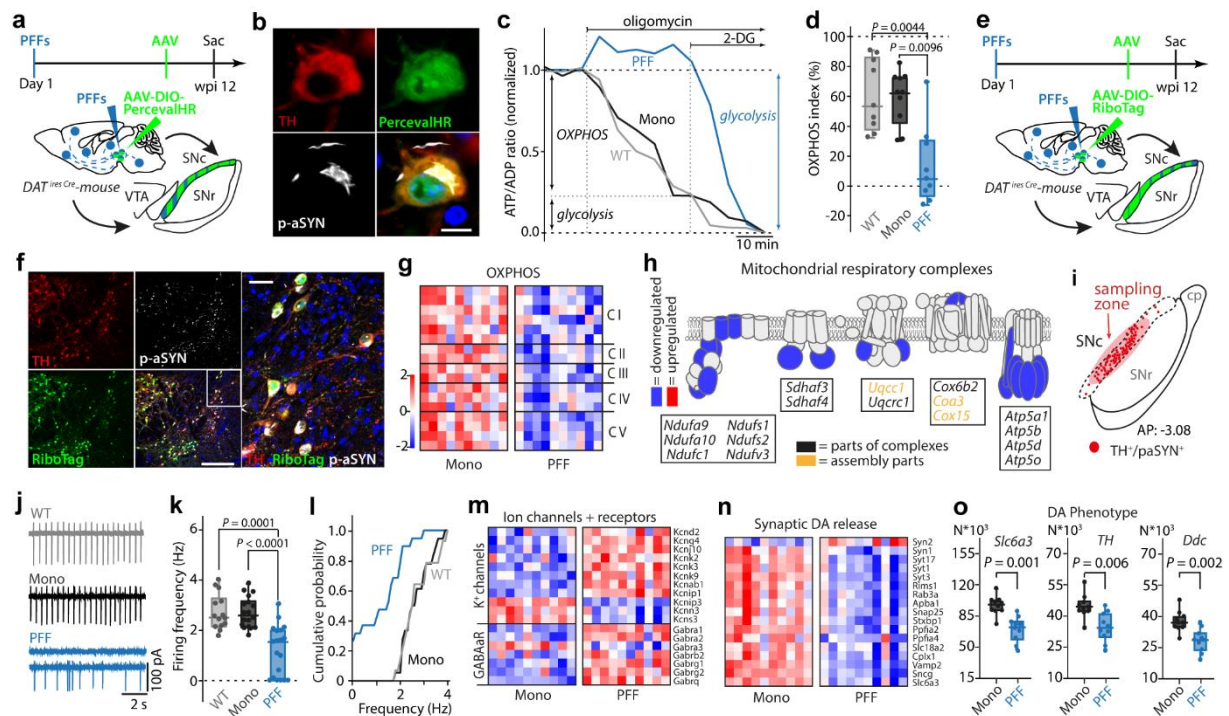 a
PFFs
AAV
Sac
Day 1
wpi 12
PFFs
AAV-DIO-
PercevalHR
SNc
SNr
VTA
DAT ires Cre-mouse
b
TH
PercevalHR
p-aSYN
c
oligomycin
2-DG
PFF
Mono
WT
OXPHOS
glycolysis
glycolysis
ATP/ADP ratio (normalized)
1.0
0.0
10 min
d
P = 0.0044
P = 0.0096
OXPHOS index (%)
100
80
60
40
20
0
-20
WT
Mono
PFF
e
PFFs
AAV
Sac
Day 1
wpi 12
PFFs
AAV-DIO-
RiboTag
SNc
SNr
VTA
DAT ires Cre-mouse
f
TH
p-aSYN
RiboTag
TH RiboTag p-aSYN
g
OXPHOS
C I
C II
C III
C IV
C V
2
0
-2
Mono
PFF
h
Mitochondrial respiratory complexes
= downregulated
= upregulated
Ndufa9 Ndufs1
Ndufa10 Ndufs2
Ndufc1 Ndufv3
Sdhaf3
Sdhaf4
Uqcc1
Uqcrc1
Cox6b2
Coa3
Cox15
Atp5a1
Atp5b
Atp5d
Atp5o
= parts of complexes
= assembly parts
i
sampling
zone
cp
SNc
SNr
AP: -3.08
TH+/paSYN+
j
WT
Mono
PFF
100 pA
2 s
k
P = 0.0001
P < 0.0001
Firing frequency (Hz)
4
2
0
WT
Mono
PFF
l
Cumulative probability
1.0
0.8
0.6
0.4
0.2
0.0
PFF
WT
Mono
0
2
4
Frequency (Hz)
m
Ion channels + receptors
K+channels
GABAaR
Kcnd2
Kcng4
Kcnj10
Kcnk2
Kcnk3
Kcnk9
Kcnab1
Kcnip1
Kcnip3
Kcnn3
Kcns3
Gabra1
Gabra2
Gabra3
Gabrb2
Gabrg1
Gabrg2
Gabrq
Mono
PFF
n
Synaptic DA release
Syn2
Syn1
Syt17
Syt1
Syt3
Rims1
Rab3a
Apba1
Snap25
Stxbp1
Ppfia2
Ppfia4
Slc18a2
Cplx1
Vamp2
Sncg
Slc6a3
Mono
PFF
o
DA Phenotype
N*10³
Slc6a3
P = 0.001
155
125
95
65
35
Mono
PFF
N*10³
TH
P = 0.006
85
70
55
40
25
Mono
PFF
N*10³
Ddc
P = 0.002
75
60
45
30
15
Mono
PFF